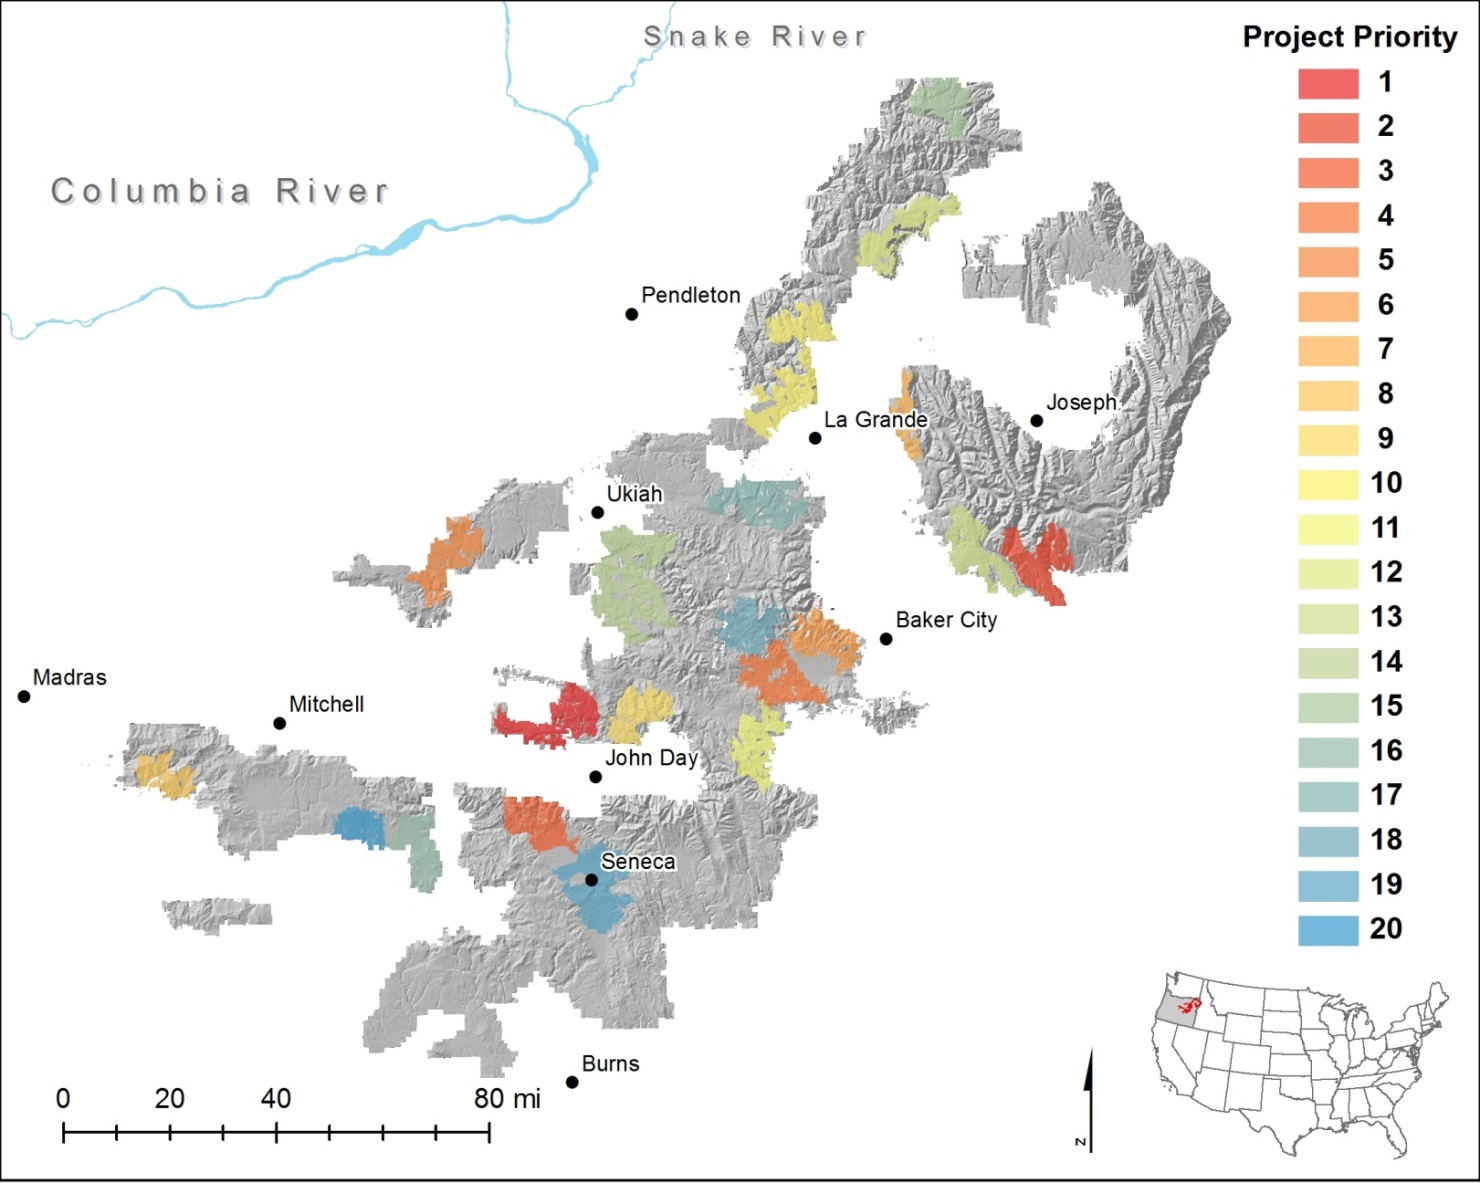 Snake River
Project Priority
1
2
3
4
5
6
7
8
9
10
11
12
13
14
15
16
17
18
19
20
Columbia River
Pendleton
Joseph
La Grande
Ukiah
Baker City
Madras
Mitchell
John Day
Seneca
Burns
0 20 40 80 mi
N